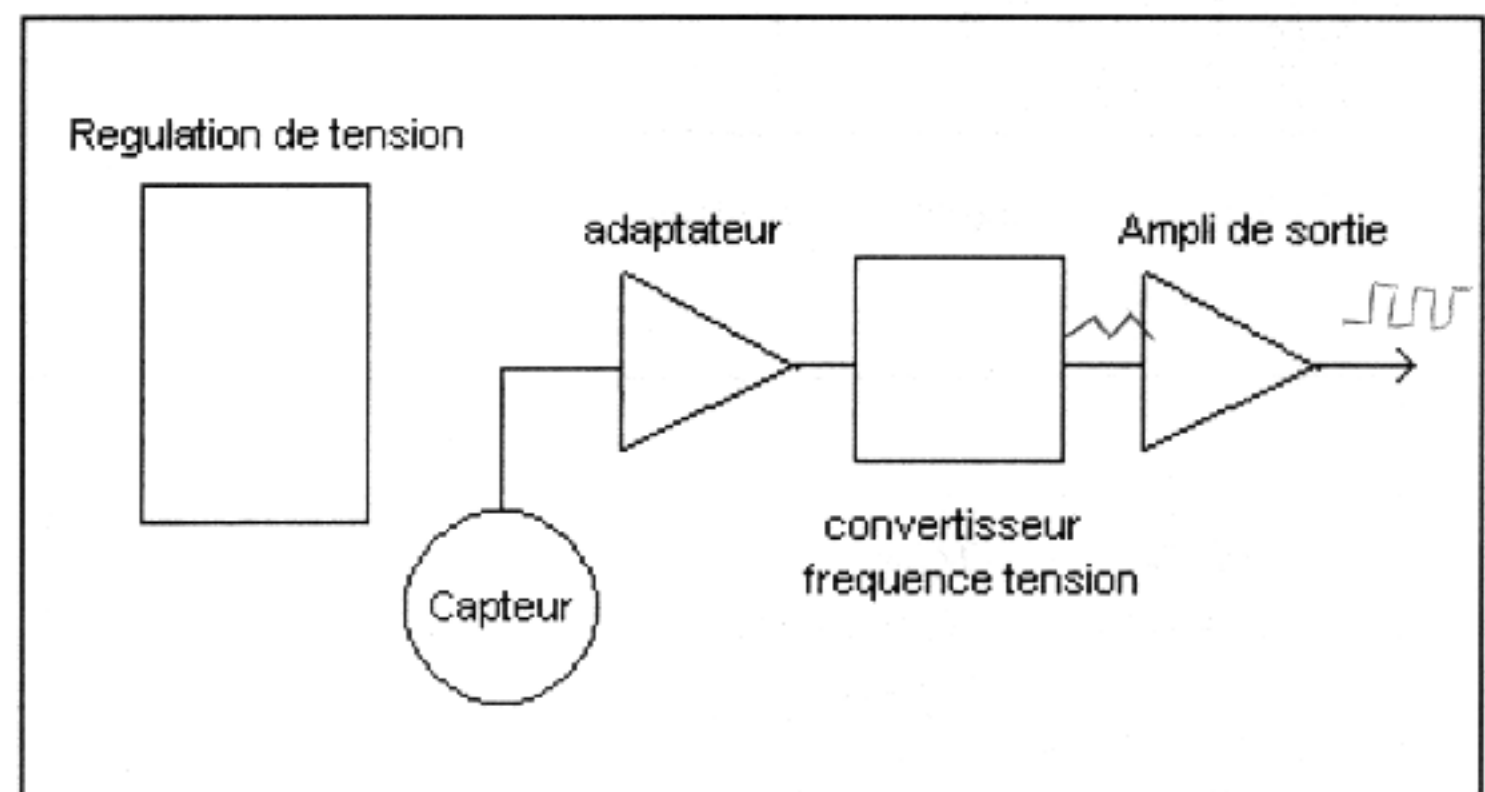 Regulation de tension
adaptateur
Ampli de sortie
convertisseur
frequence tension
Capteur